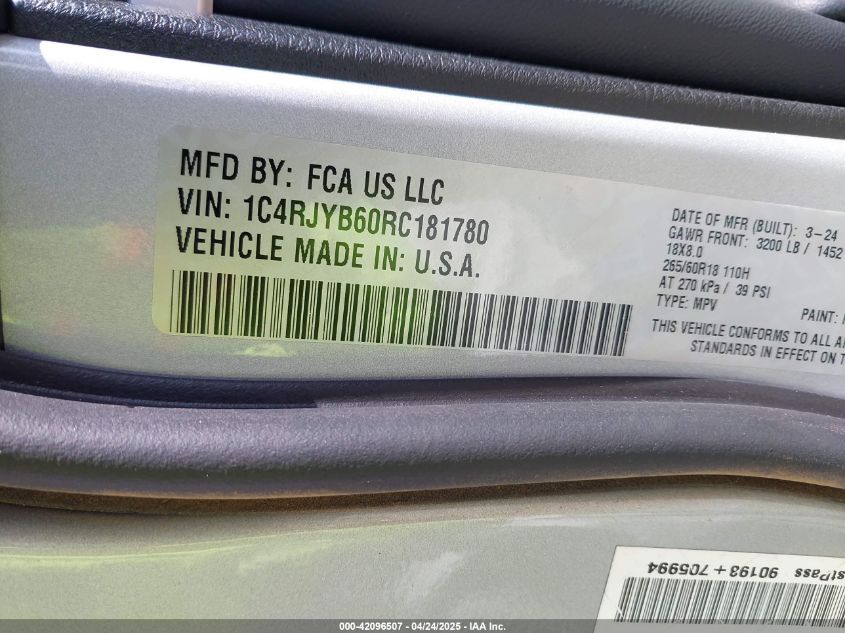 MFD BY: FCA US LLC
VIN: 1C4RJYB60RC181780
VEHICLE MADE IN: U.S.A.
DATE OF MFR (BUILT): 3-24
GAWR FRONT: 3200 LB / 1452
18X8.0
265/60R18 110H
AT 270 kPa / 39 PSI
TYPE: MPV
PAINT:
THIS VEHICLE CONFORMS TO ALL
STANDARDS IN EFFECT ON
90193 + 705994
000-42096507 / 04/24/2025 - IAA Inc.